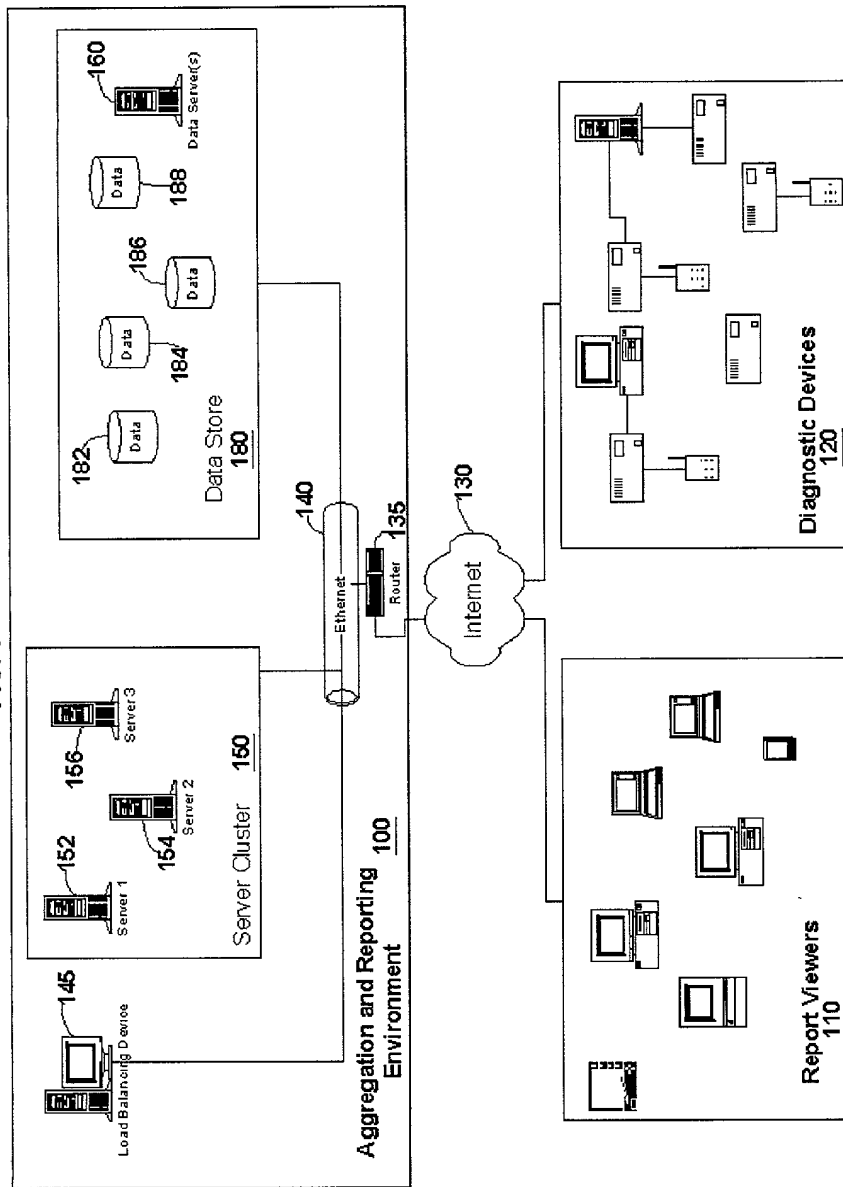 145
Load Balancing Device
152
Server 1
154
Server 2
156
Server 3
Server Cluster 150
182
Data
184
Data
186
Data
188
Data
160
Data Server(s)
Data Store
180
Aggregation and Reporting 100
Environment
Ethernet
140
135
Router
130
Internet
Report Viewers
110
Diagnostic Devices
120